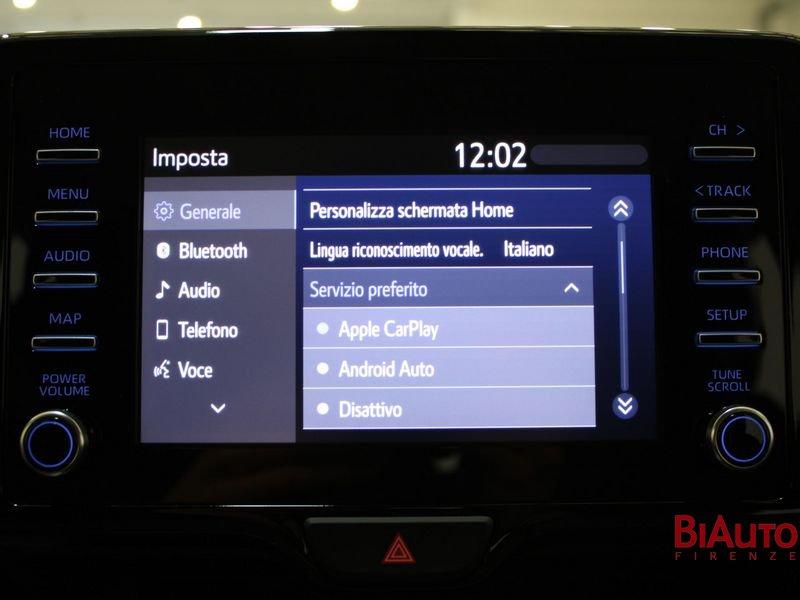 HOME
MENU
AUDIO
MAP
POWER
VOLUME
Imposta
12:02
Generale
Bluetooth
Audio
Telefono
Voce
Personalizza schermata Home
Lingua riconoscimento vocale. Italiano
Servizio preferito
Apple CarPlay
Android Auto
Disattivo
CH >
< TRACK
PHONE
SETUP
TUNE
SCROLL
BIAUTO
FIRENZE